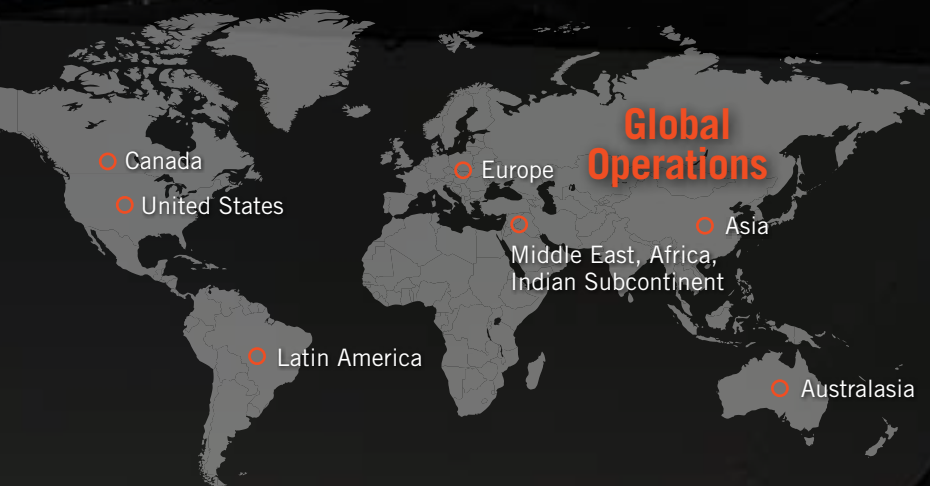 Global
Operations
Canada
Europe
United States
Asia
Middle East, Africa,
Indian Subcontinent
Latin America
Australasia